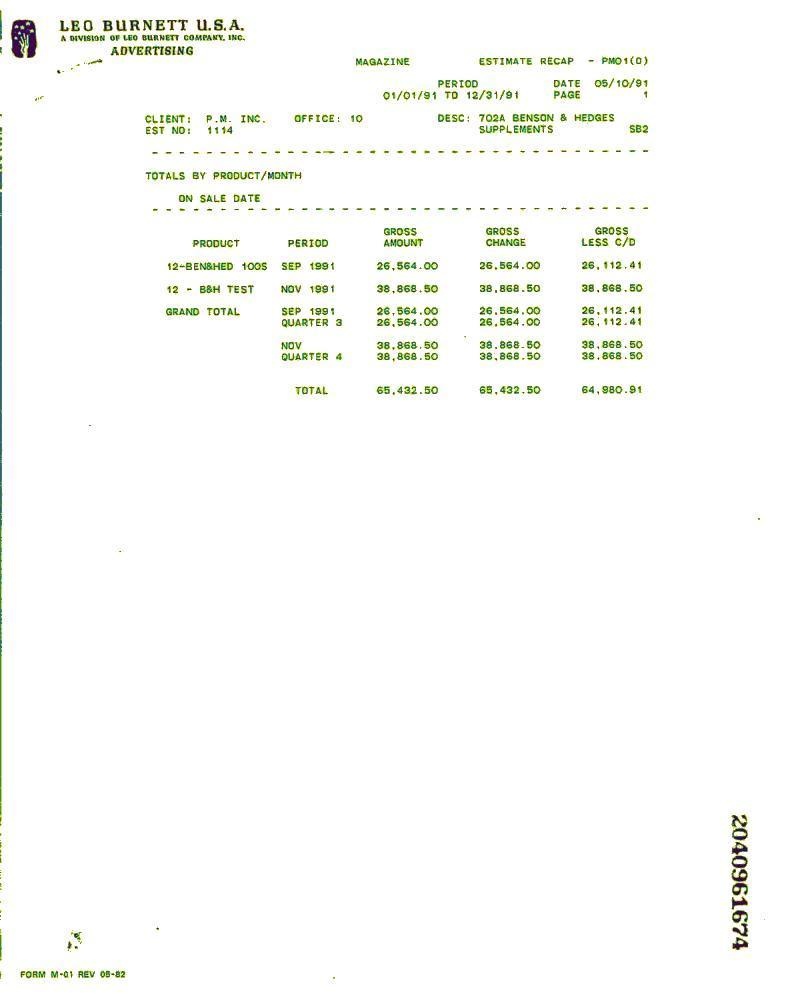 LEO BURNETT U.S.A.
A DIVISION OF LEO BURNETT COMPANY, INC.
ADVERTISING
MAGAZINE ESTIMATE RECAP - PM01(D)
PERIOD DATE 05/10/91
01/01/91 TO 12/31/91 PAGE 1
CLIENT: P.M. INC. OFFICE: 10 DESC: 702A BENSON & HEDGES
EST NO: 1114 SUPPLEMENTS SB2
TOTALS BY PRODUCT/MONTH
ON SALE DATE
GROSS GROSS GROSS
PRODUCT PERIOD AMOUNT CHANGE LESS C/D
12-BEN&HED 100S SEP 1991 26,564.00 26,564.00 26,112.41
12 - B&H TEST NOV 1991 38,868.50 38,868.50 38,868.50
GRAND TOTAL SEP 1991 26,564.00 26,564.00 26,112.41
QUARTER 3 26,564.00 26,564.00 26,112.41
NOV 38,868.50 38,868.50 38,868.50
QUARTER 4 38,868.50 38,868.50 38,868.50
TOTAL 65,432.50 65,432.50 64,980.91
2040961674
FORM M-01 REV 08-82